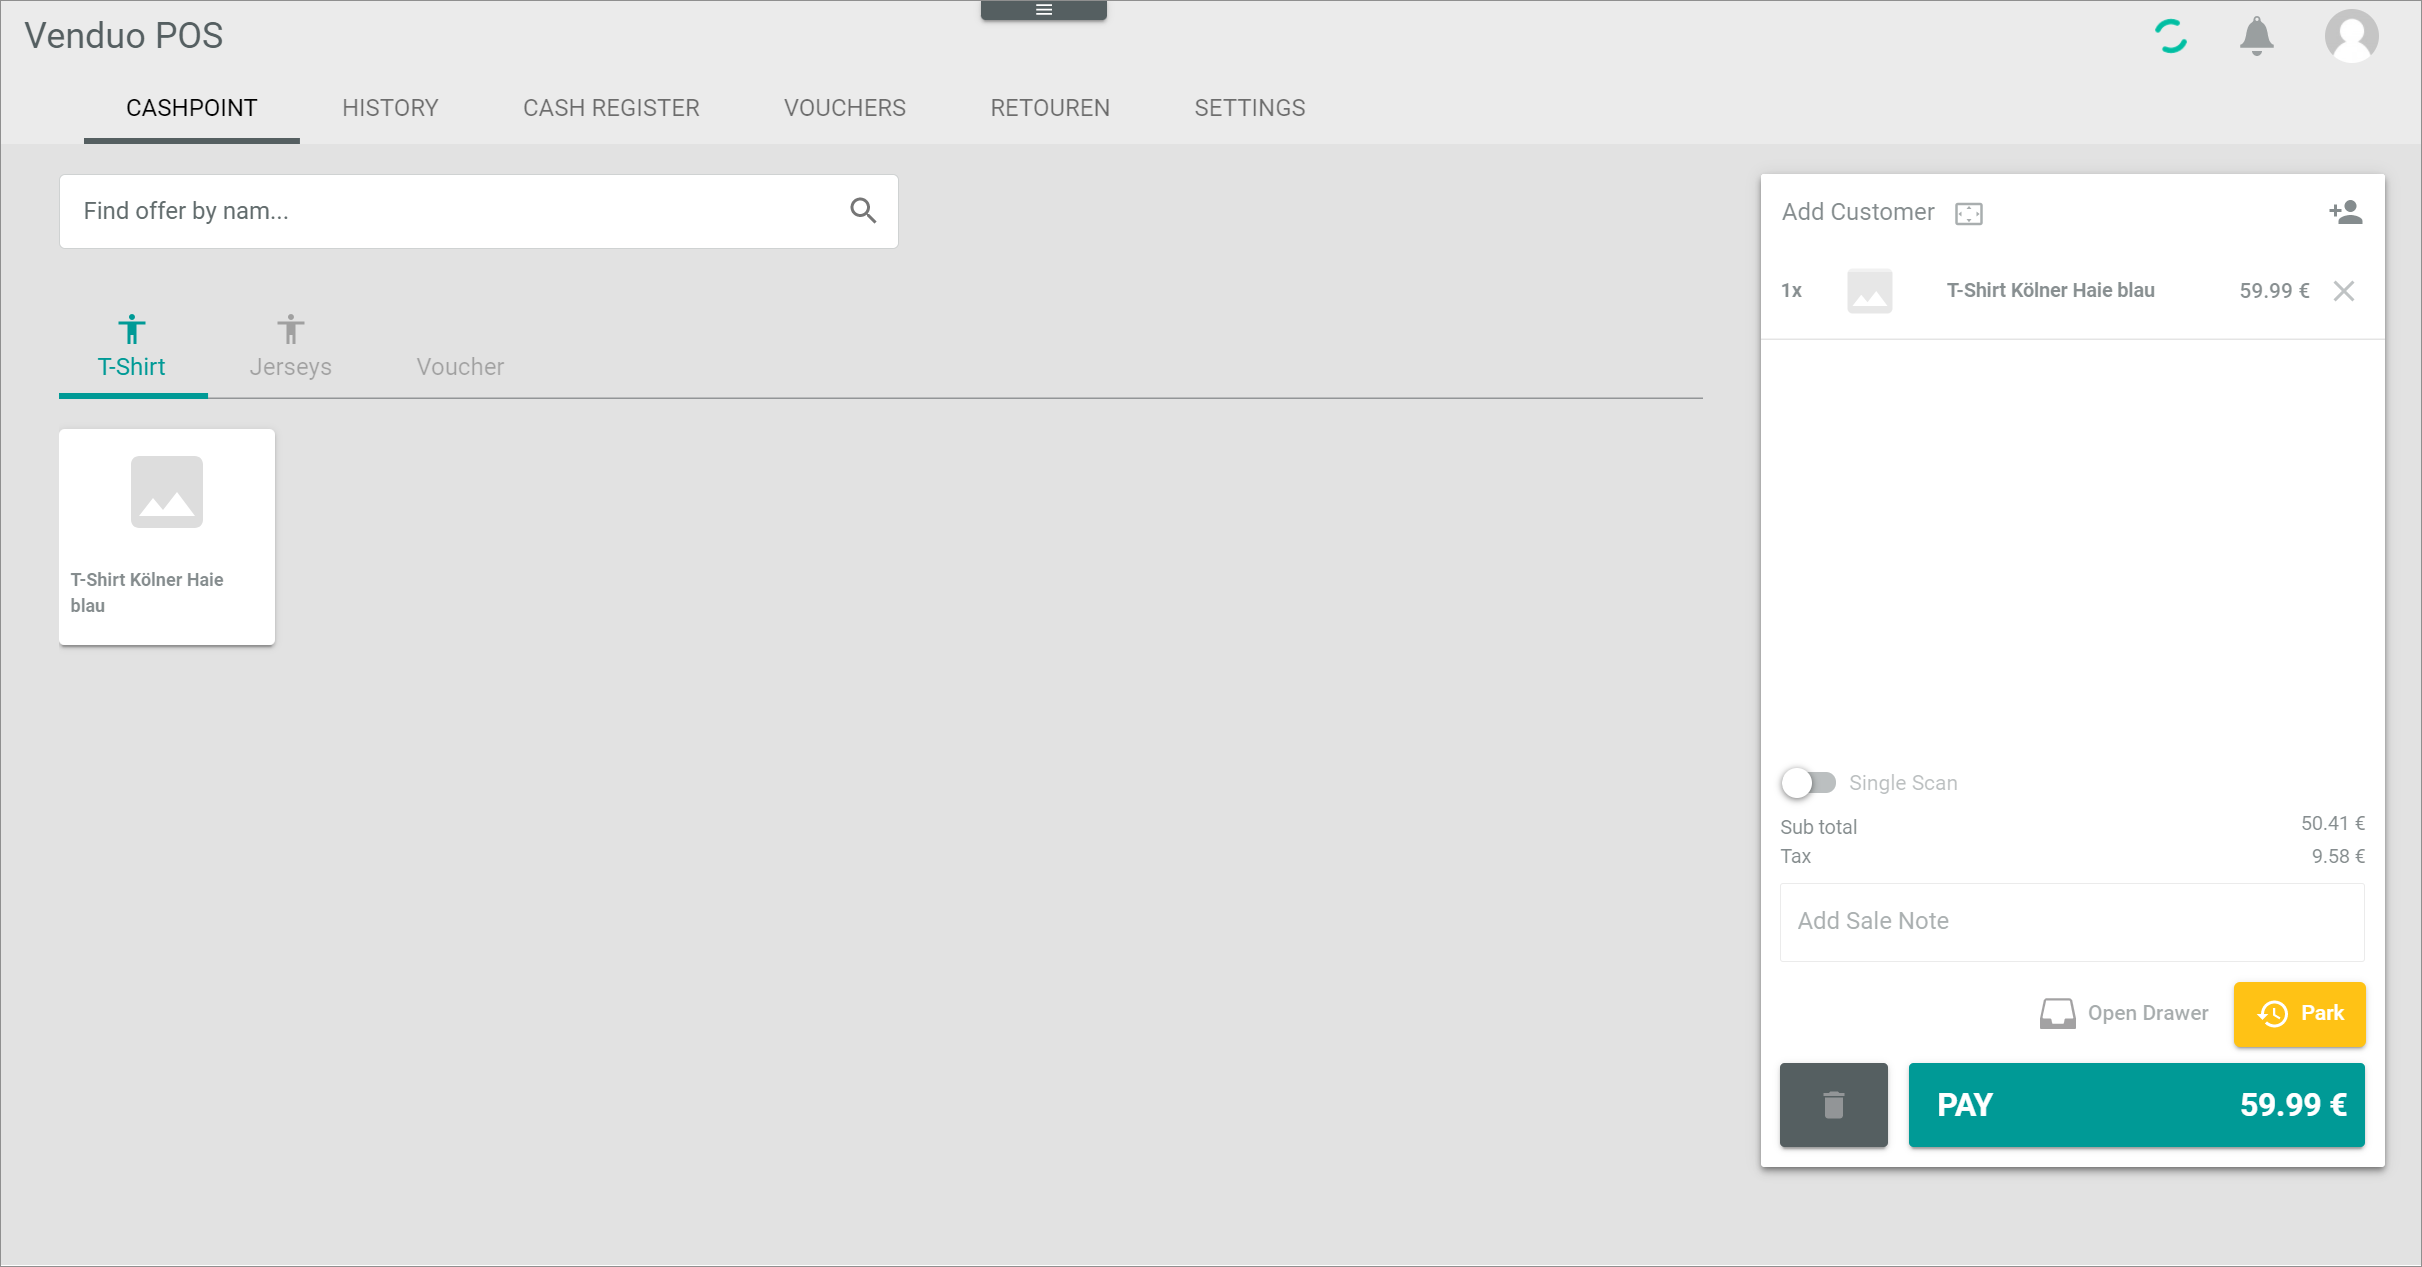 Venduo POS
CASHPOINT HISTORY CASH REGISTER VOUCHERS RETOUREN SETTINGS
Find offer by nam...
T-Shirt Jerseys Voucher
T-Shirt Kölner Haie
blau
Add Customer
1x T-Shirt Kölner Haie blau 59.99 €
Single Scan
Sub total 50.41 €
Tax 9.58 €
Add Sale Note
Open Drawer Park
PAY 59.99 €